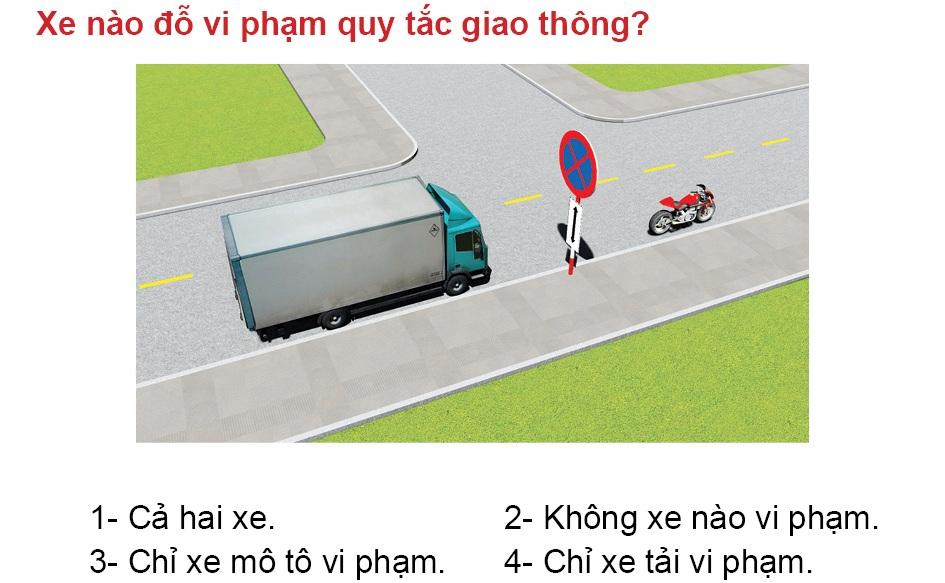 Xe nào đỗ vi phạm quy tắc giao thông?
1- Cả hai xe.
2- Không xe nào vi phạm.
3- Chỉ xe mô tô vi phạm.
4- Chỉ xe tải vi phạm.